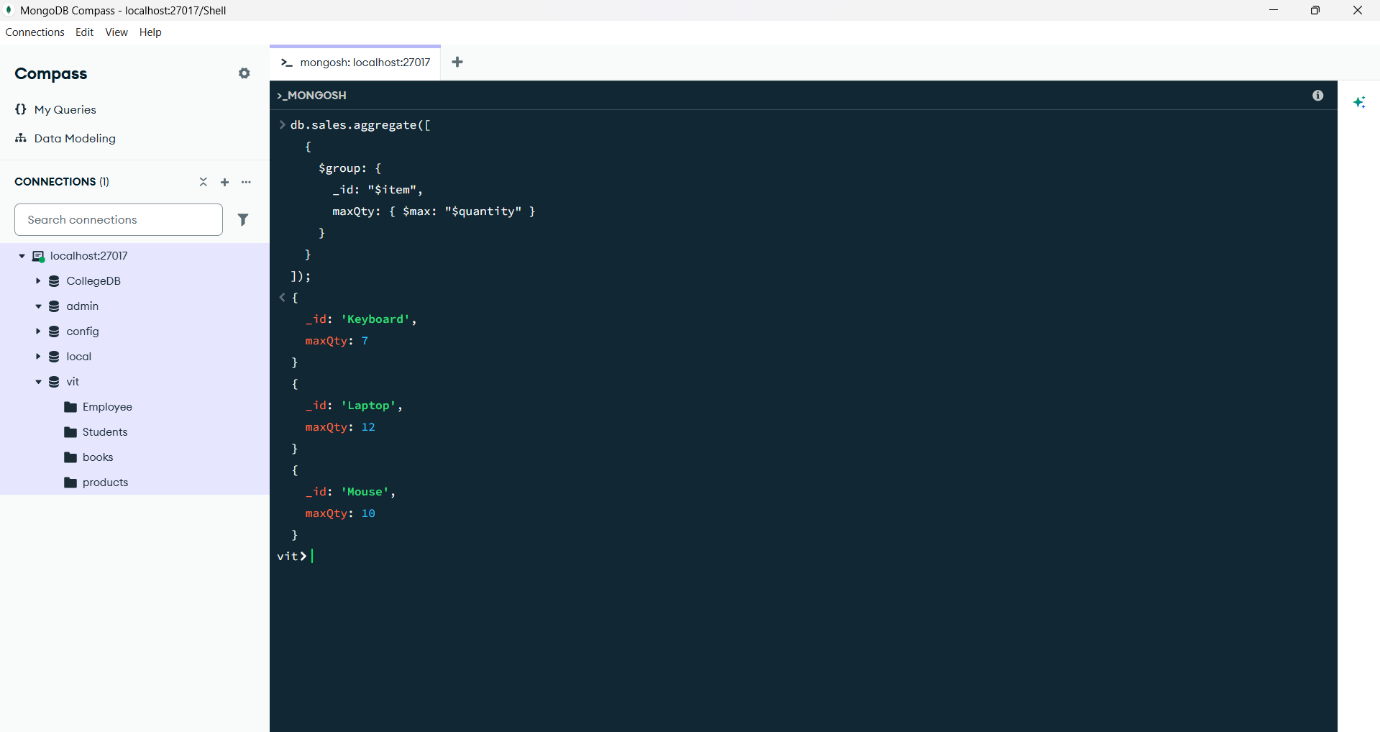 MongoDB Compass - localhost:27017/Shell
Connections Edit View Help
Compass
My Queries
Data Modeling
CONNECTIONS (1)
Search connections
localhost:27017
CollegeDB
admin
config
local
vit
Employee
Students
books
products
>_ mongosh: localhost:27017 +
>_MONGOSH
> db.sales.aggregate([
{
$group: {
_id: "$item",
maxQty: { $max: "$quantity" }
}
}
]);
< {
_id: 'Keyboard',
maxQty: 7
}
{
_id: 'Laptop',
maxQty: 12
}
{
_id: 'Mouse',
maxQty: 10
}
vit>